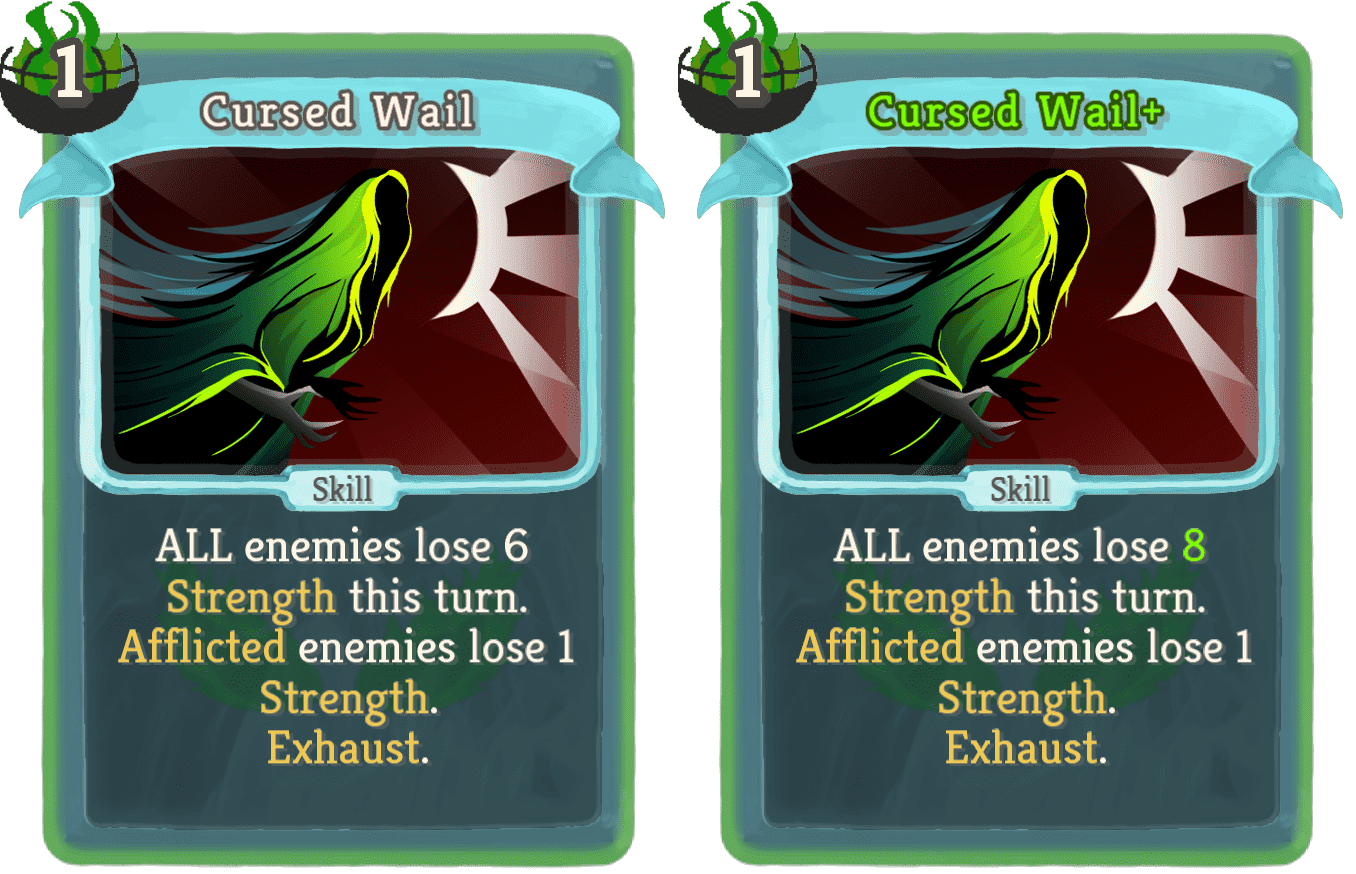 1
Cursed Wail
Skill
ALL enemies lose 6
Strength this turn.
Afflicted enemies lose 1
Strength.
Exhaust.
1
Cursed Wail+
Skill
ALL enemies lose 8
Strength this turn.
Afflicted enemies lose 1
Strength.
Exhaust.